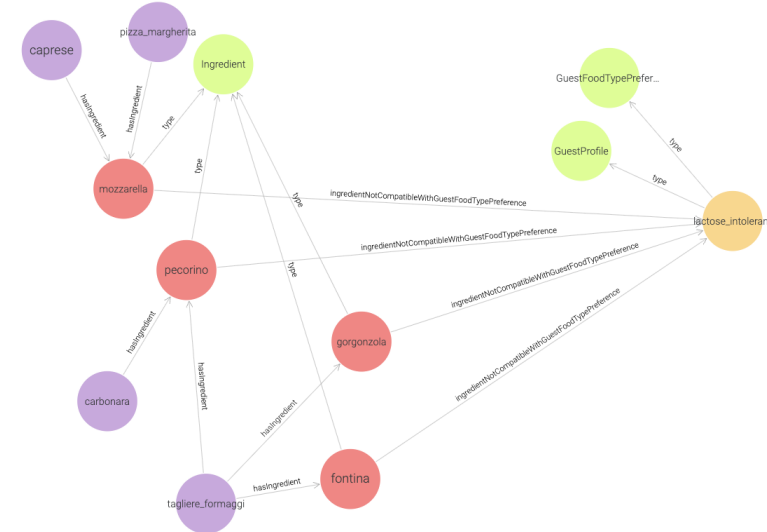 pizza_margherita
caprese
Ingredient
GuestFoodTypePrefer...
hasIngredient
hasIngredient
type
type
GuestProfile
type
type
mozzarella
ingredientNotCompatibleWithGuestFoodTypePreference
type
lactose_intoleran
ingredientNotCompatibleWithGuestFoodTypePreference
pecorino
type
ingredientNotCompatibleWithGuestFoodTypePreference
hasIngredient
gorgonzola
ingredientNotCompatibleWithGuestFoodTypePreference
hasIngredient
carbonara
hasIngredient
fontina
hasIngredient
tagliere_formaggi